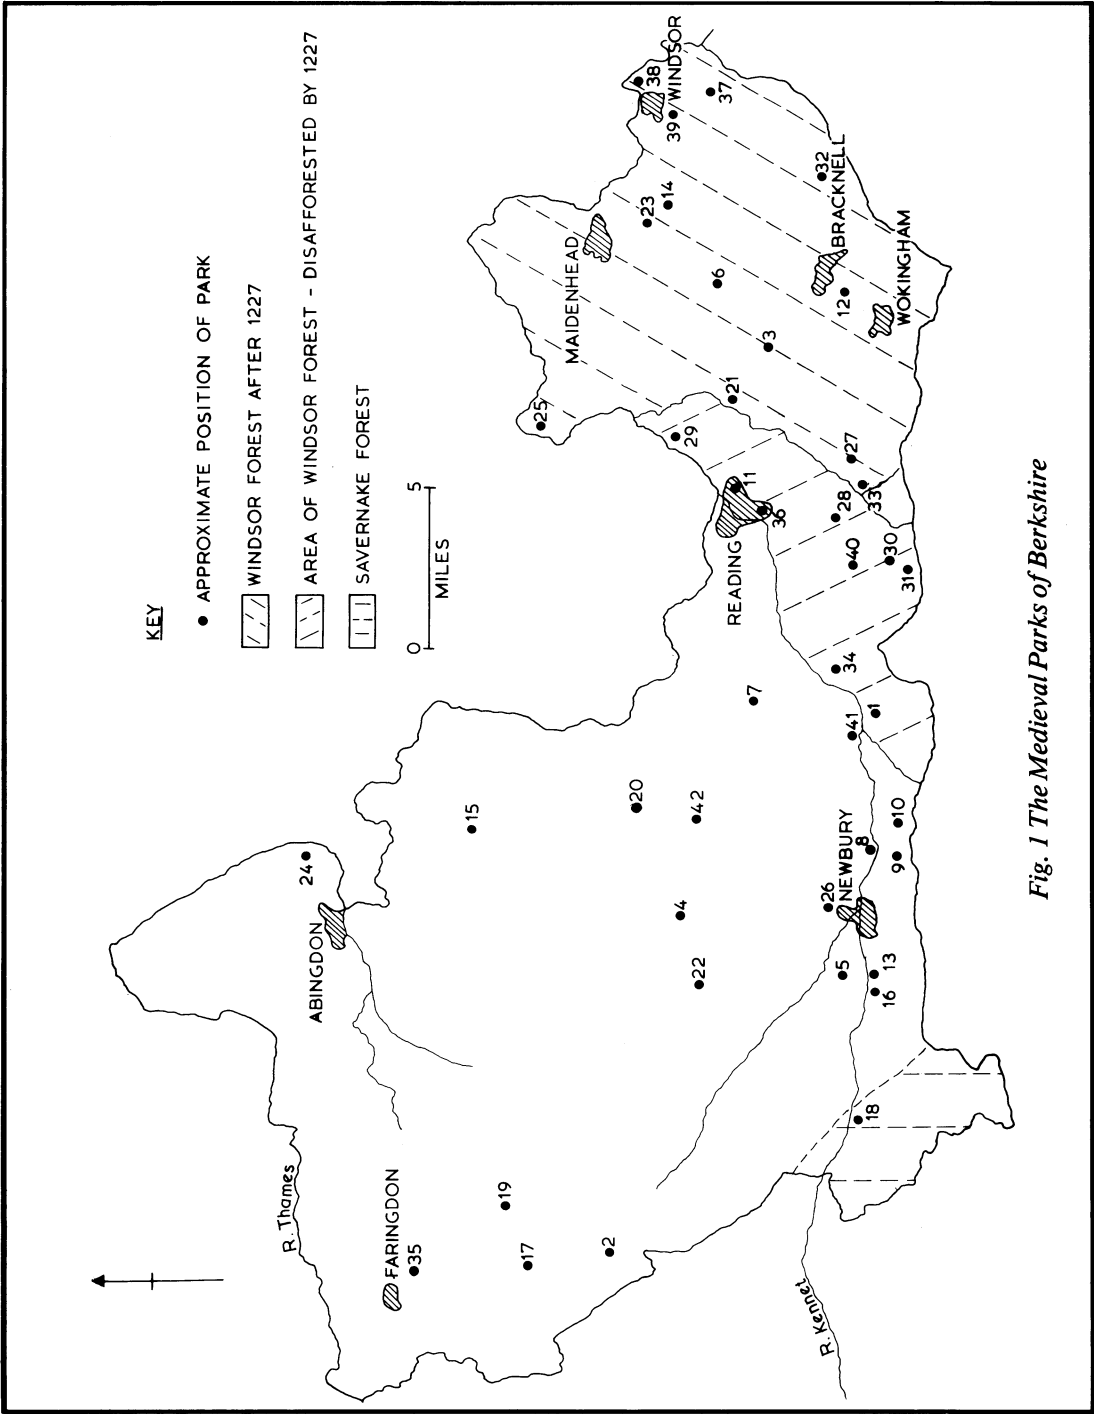 KEY
APPROXIMATE POSITION OF PARK
WINDSOR FOREST AFTER 1227
AREA OF WINDSOR FOREST – DISAFFORESTED BY 1227
SAVERNAKE FOREST
0 5
MILES
R. Thames
FARINGDON
35
19
17
2
ABINGDON
24
15
20
42
4
22
7
NEWBURY
26
8
5
13
16
9
10
18
R. Kennet
41
1
34
READING
11
36
29
25
21
40
28
30
31
33
27
MAIDENHEAD
23
14
6
3
12
BRACKNELL
WOKINGHAM
32
37
39
38
WINDSOR
Fig. 1 The Medieval Parks of Berkshire